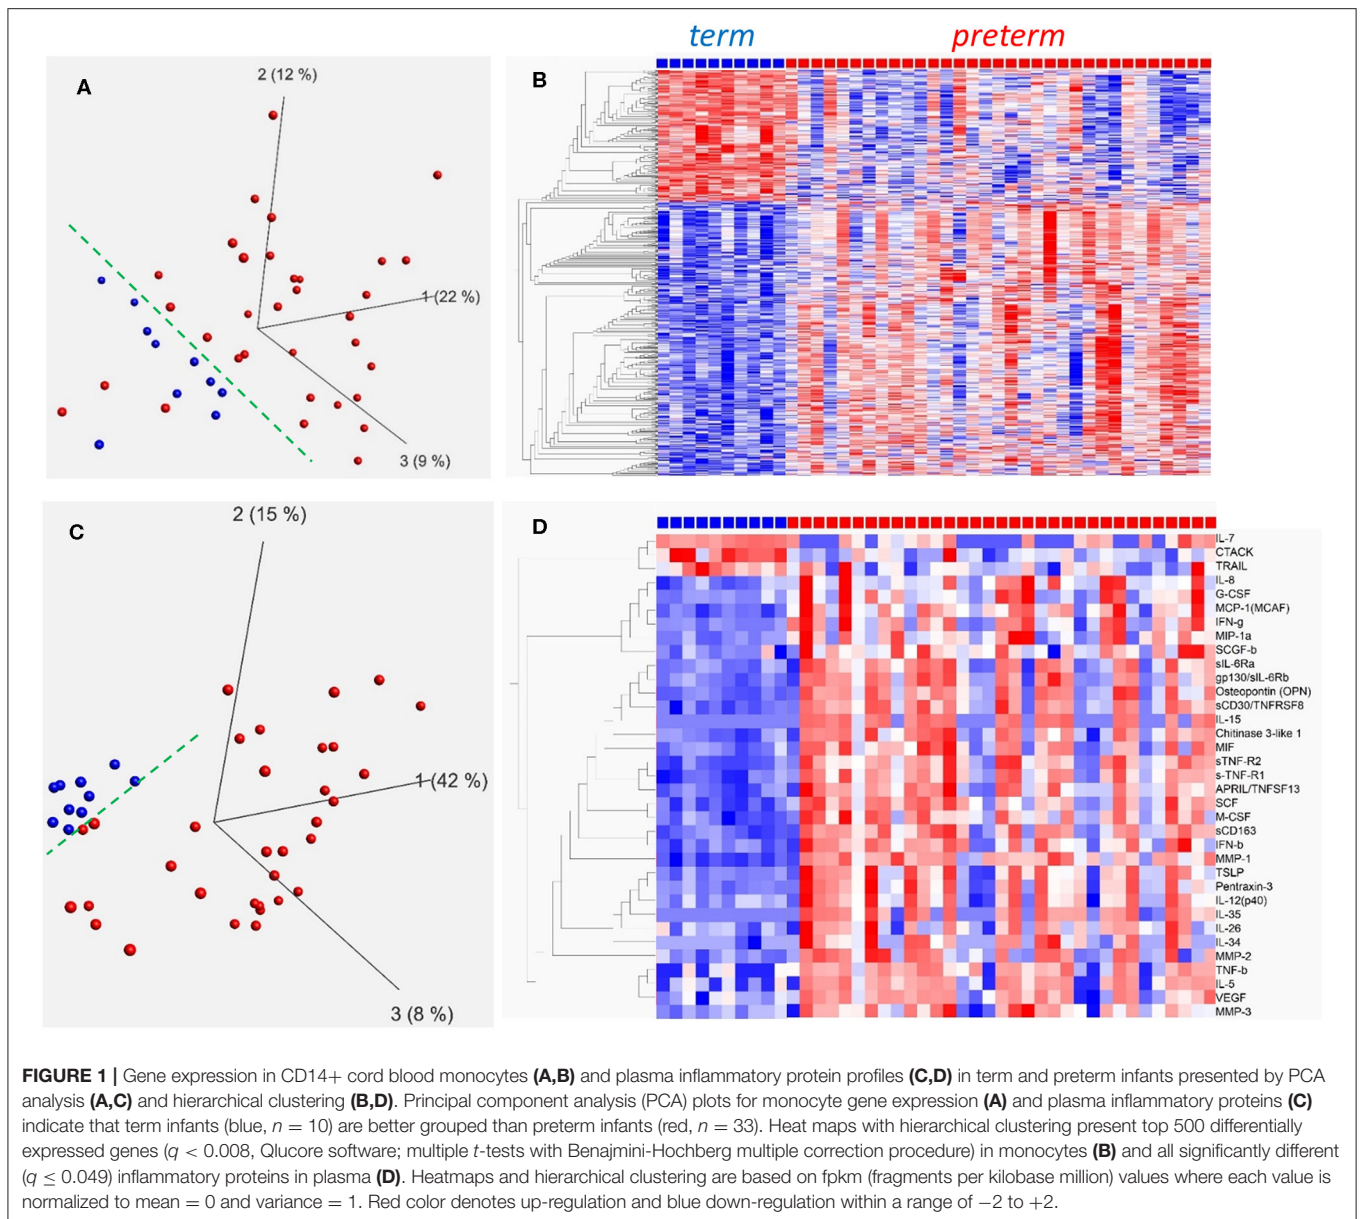 term
preterm
A
2 (12 %)
1 (22 %)
3 (9 %)
B
C
2 (15 %)
1 (42 %)
3 (8 %)
D
IL-7
CTACK
TRAIL
IL-8
G-CSF
MCP-1(MCAF)
IFN-g
MIP-1a
SCGF-b
sIL-6Ra
gp130/sIL-6Rb
Osteopontin (OPN)
sCD30/TNFRSF8
IL-15
Chitinase 3-like 1
MIF
sTNF-R2
s-TNF-R1
APRIL/TNFSF13
SCF
M-CSF
sCD163
IFN-b
MMP-1
TSLP
Pentraxin-3
IL-12(p40)
IL-35
IL-26
IL-34
MMP-2
TNF-b
IL-5
VEGF
MMP-3
FIGURE 1 | Gene expression in CD14+ cord blood monocytes (A,B) and plasma inflammatory protein profiles (C,D) in term and preterm infants presented by PCA
analysis (A,C) and hierarchical clustering (B,D). Principal component analysis (PCA) plots for monocyte gene expression (A) and plasma inflammatory proteins (C)
indicate that term infants (blue, n = 10) are better grouped than preterm infants (red, n = 33). Heat maps with hierarchical clustering present top 500 differentially
expressed genes (q < 0.008, Qlucore software; multiple t-tests with Benajmini-Hochberg multiple correction procedure) in monocytes (B) and all significantly different
(q ≤ 0.049) inflammatory proteins in plasma (D). Heatmaps and hierarchical clustering are based on fpkm (fragments per kilobase million) values where each value is
normalized to mean = 0 and variance = 1. Red color denotes up-regulation and blue down-regulation within a range of −2 to +2.